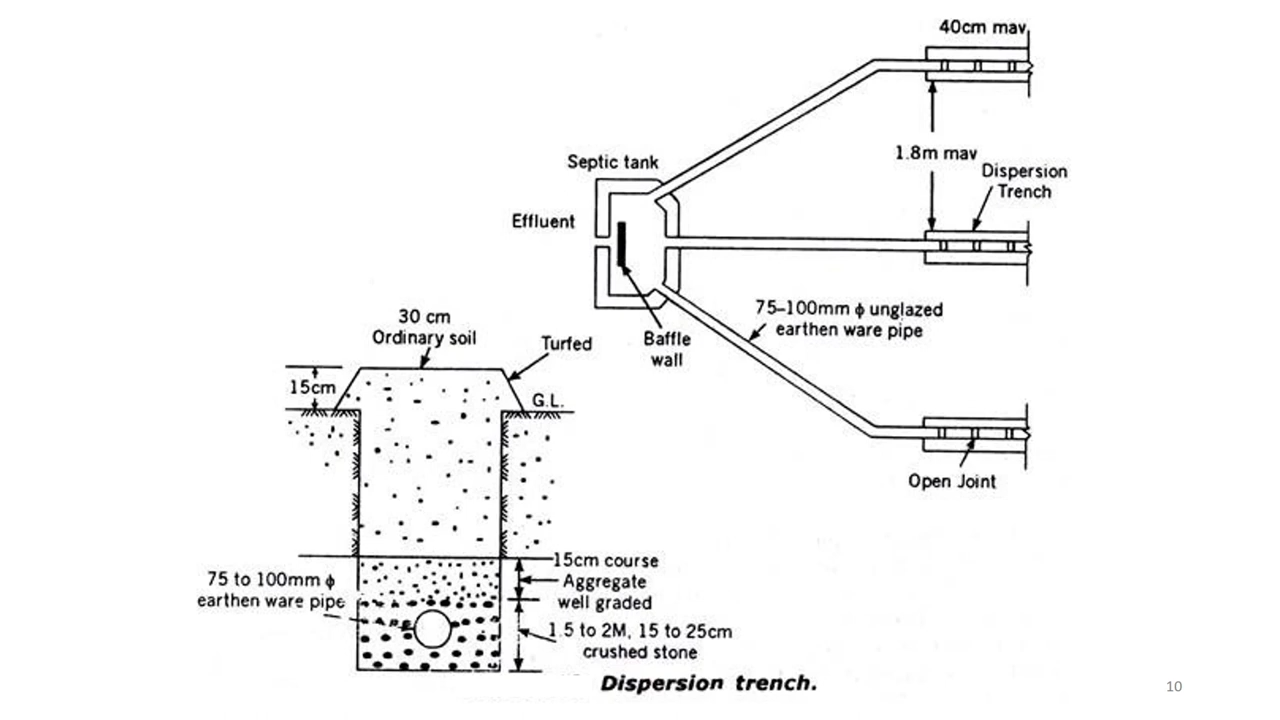 40cm mav
1.8m mav
Dispersion
Trench
Septic tank
Effluent
75–100mm ϕ unglazed
earthen ware pipe
Baffle
wall
Open Joint
30 cm
Ordinary soil
Turfed
15cm
G.L.
15cm course
Aggregate
well graded
75 to 100mm ϕ
earthen ware pipe
1.5 to 2M, 15 to 25cm
crushed stone
Dispersion trench.
10